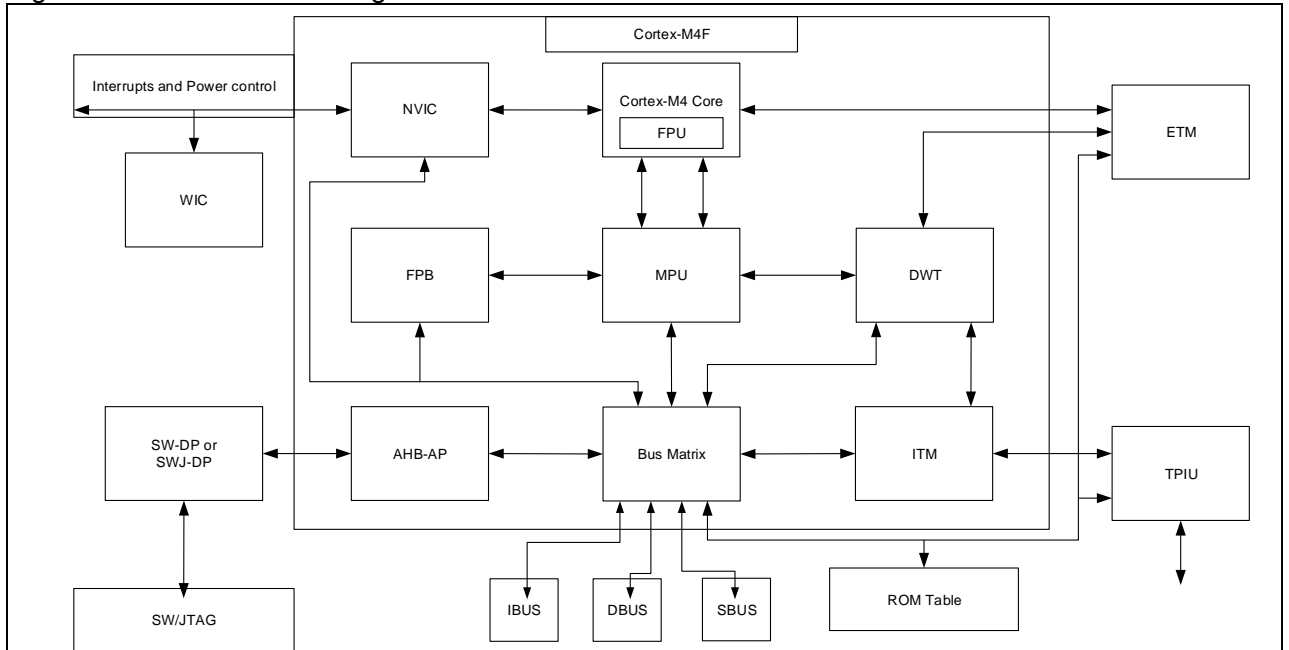 Cortex-M4F
Interrupts and Power control
NVIC
Cortex-M4 Core
FPU
ETM
WIC
FPB
MPU
DWT
SW-DP or
SWJ-DP
AHB-AP
Bus Matrix
ITM
TPIU
IBUS
DBUS
SBUS
ROM Table
SW/JTAG